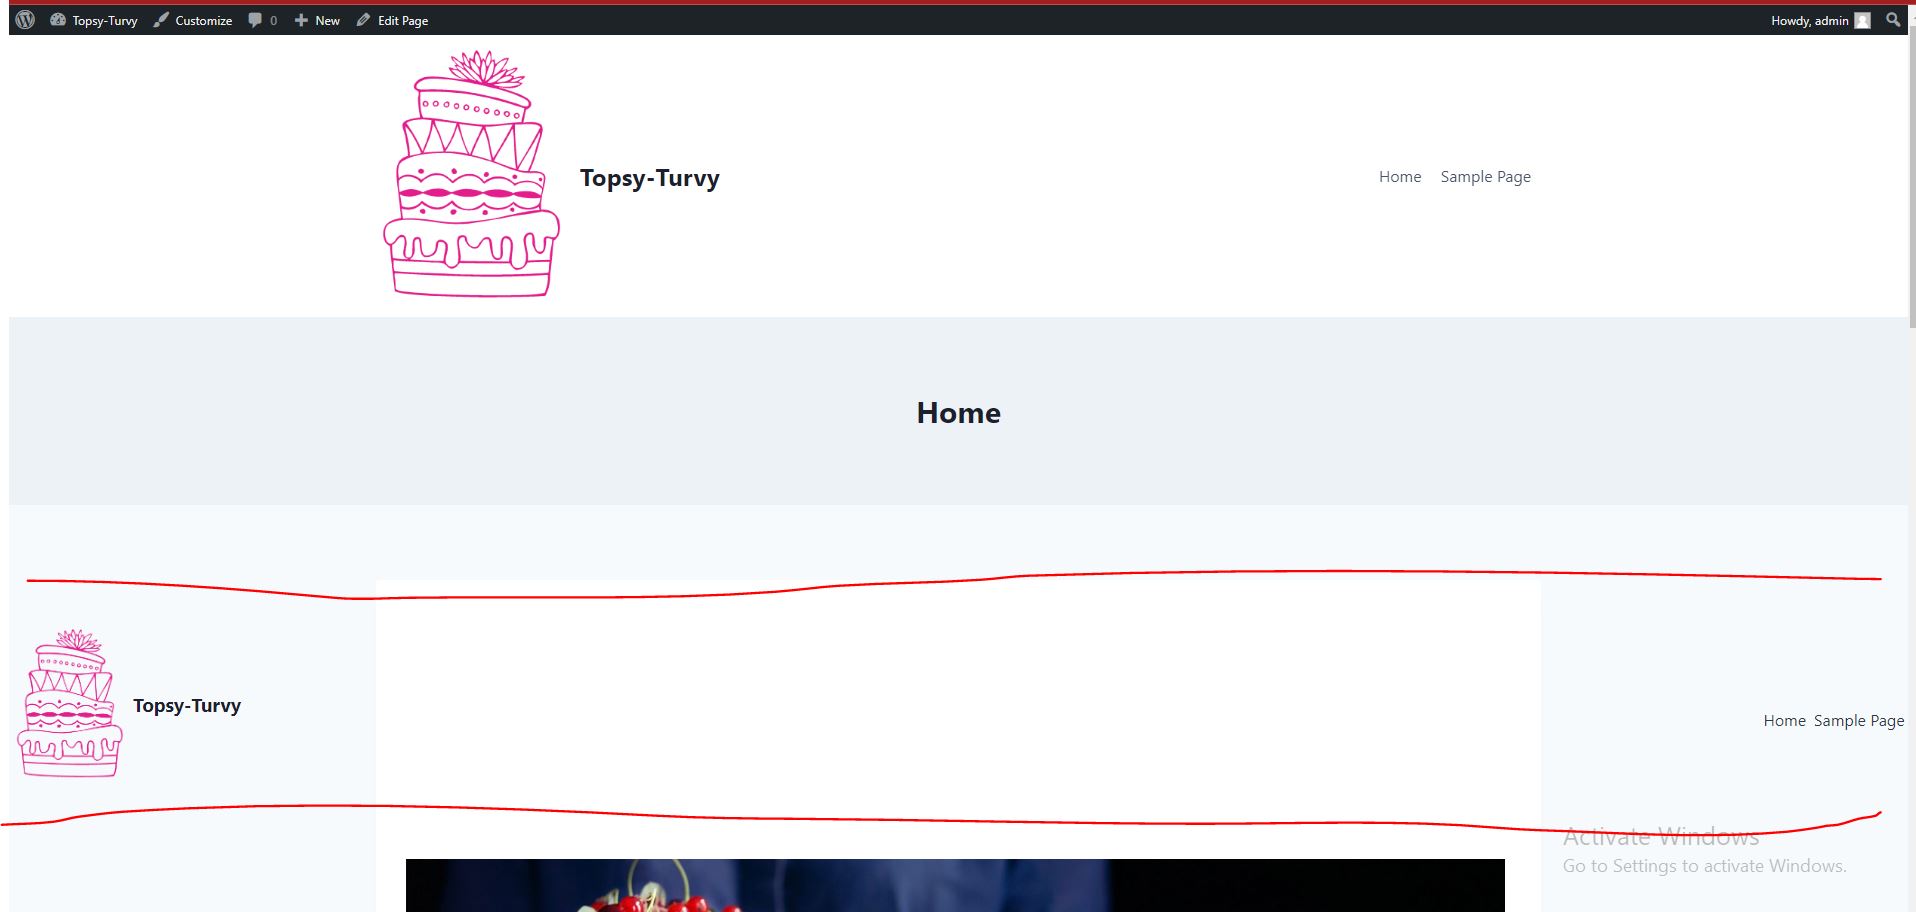 Topsy-Turvy Customize 0 New Edit Page Howdy, admin
Topsy-Turvy
Home Sample Page
Home
Topsy-Turvy
Home Sample Page
Activate Windows
Go to Settings to activate Windows.